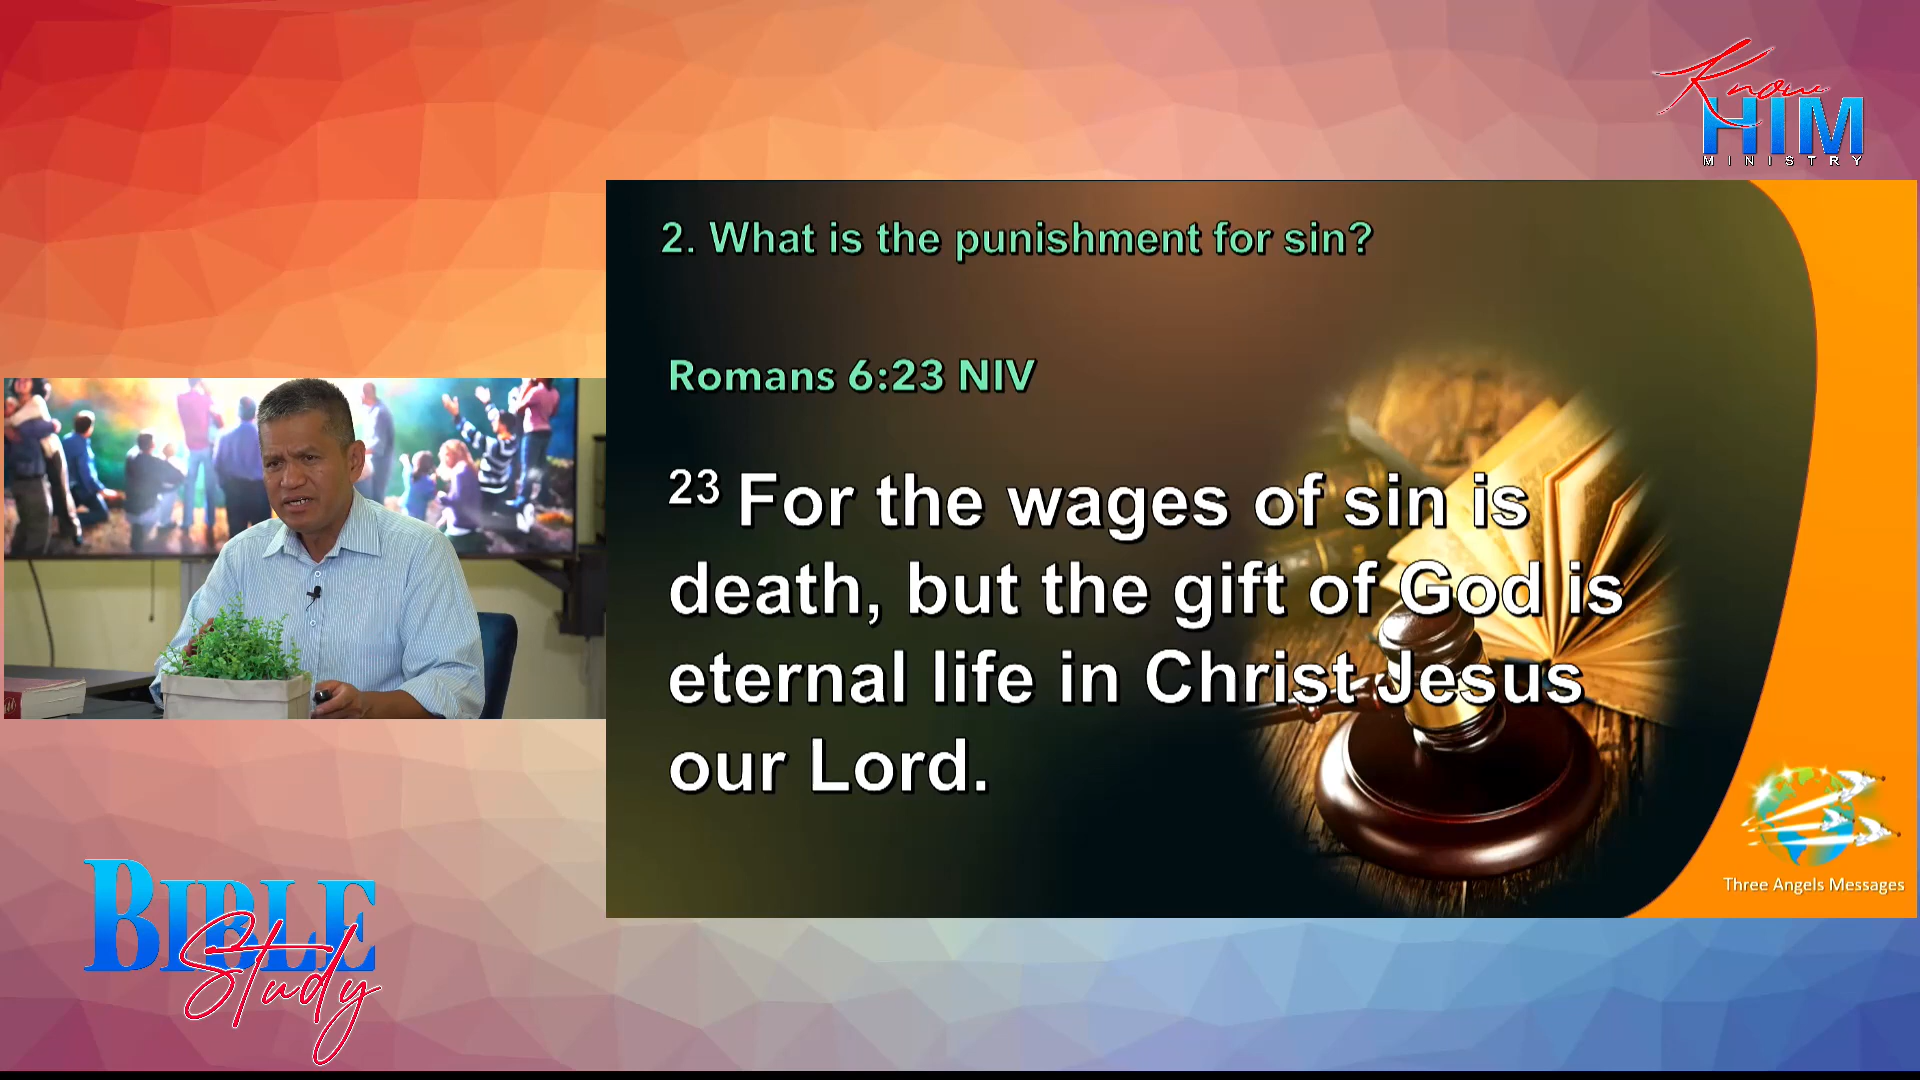 Know
HIM
MINISTRY
2. What is the punishment for sin?
Romans 6:23 NIV
23 For the wages of sin is
death, but the gift of God is
eternal life in Christ Jesus
our Lord.
Three Angels Messages
BIBLE
Study